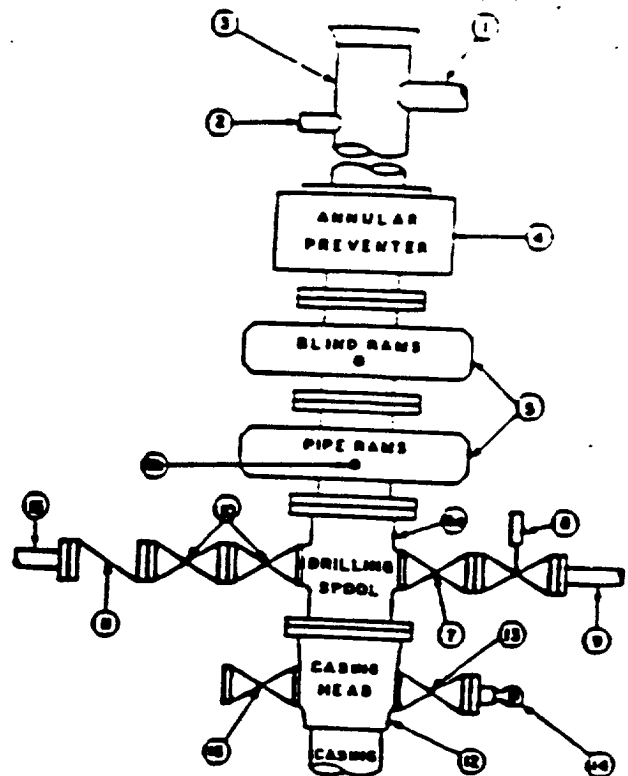 3
1
2
ANNULAR
PREVENTER
4
BLIND RAMS
5
PIPE RAMS
10
8
DRILLING
SPOOL
11
7
13
9
CASING
HEAD
12
14
CASING